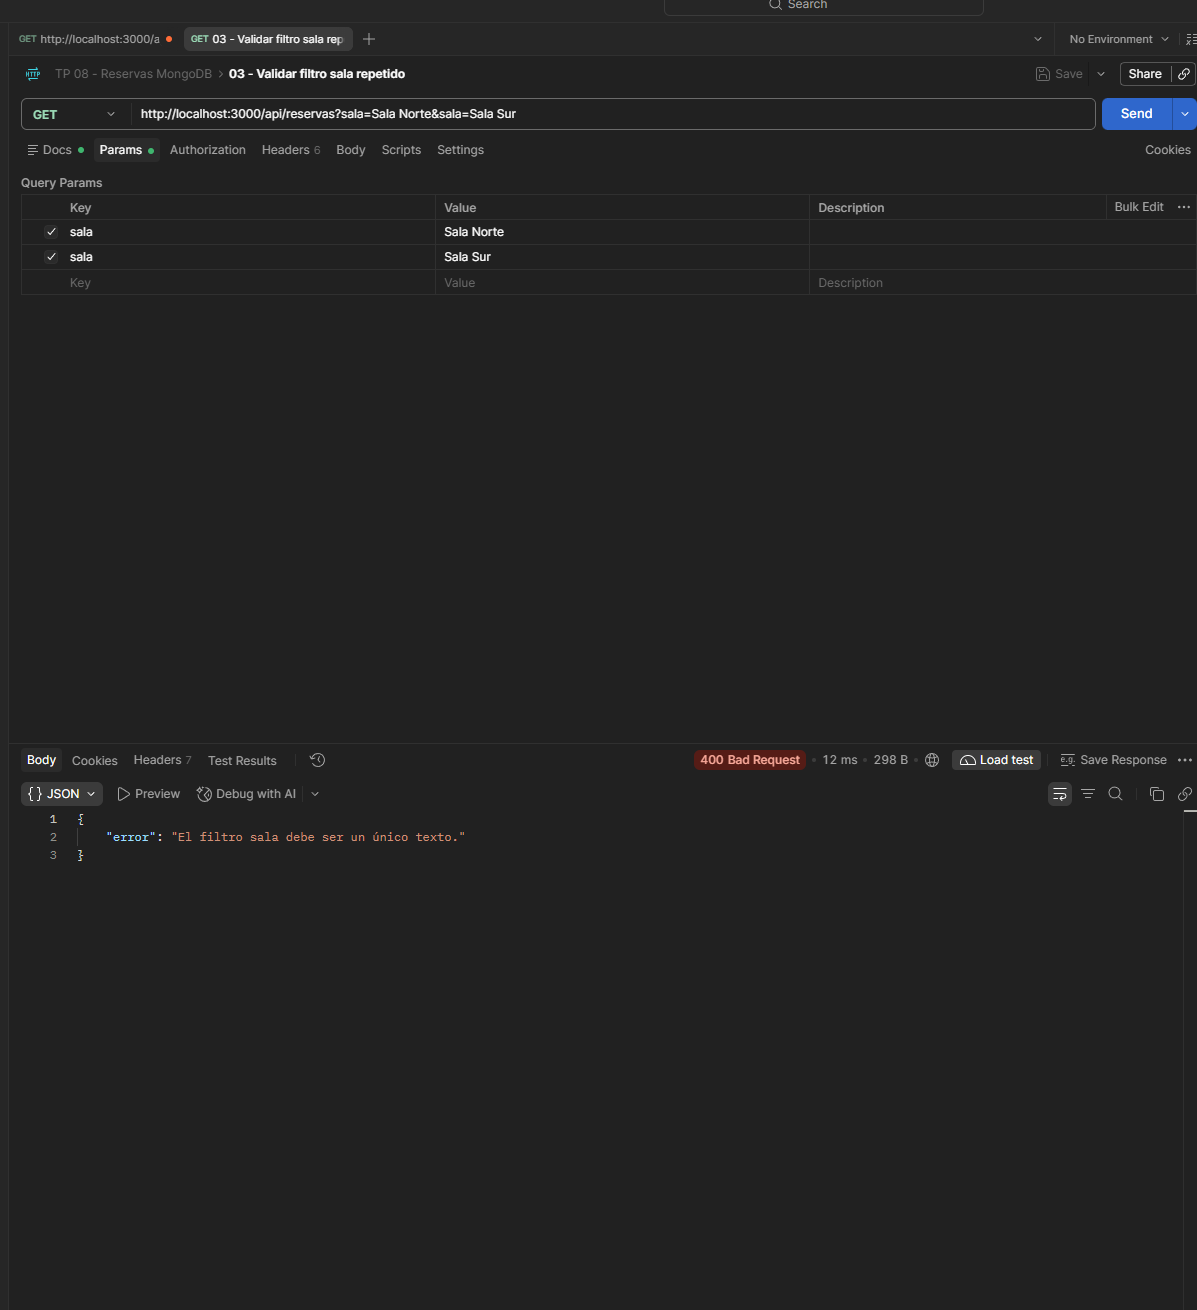 Search
GET http://localhost:3000/a GET 03 - Validar filtro sala rep No Environment
HTTP TP 08 - Reservas MongoDB > 03 - Validar filtro sala repetido Save Share
GET http://localhost:3000/api/reservas?sala=Sala Norte&sala=Sala Sur Send
Docs Params Authorization Headers 6 Body Scripts Settings Cookies
Query Params
Key Value Description Bulk Edit
sala Sala Norte
sala Sala Sur
Key Value Description
Body Cookies Headers 7 Test Results 400 Bad Request • 12 ms • 298 B Load test e.g. Save Response
{} JSON Preview Debug with AI
1 {
2 "error": "El filtro sala debe ser un único texto."
3 }